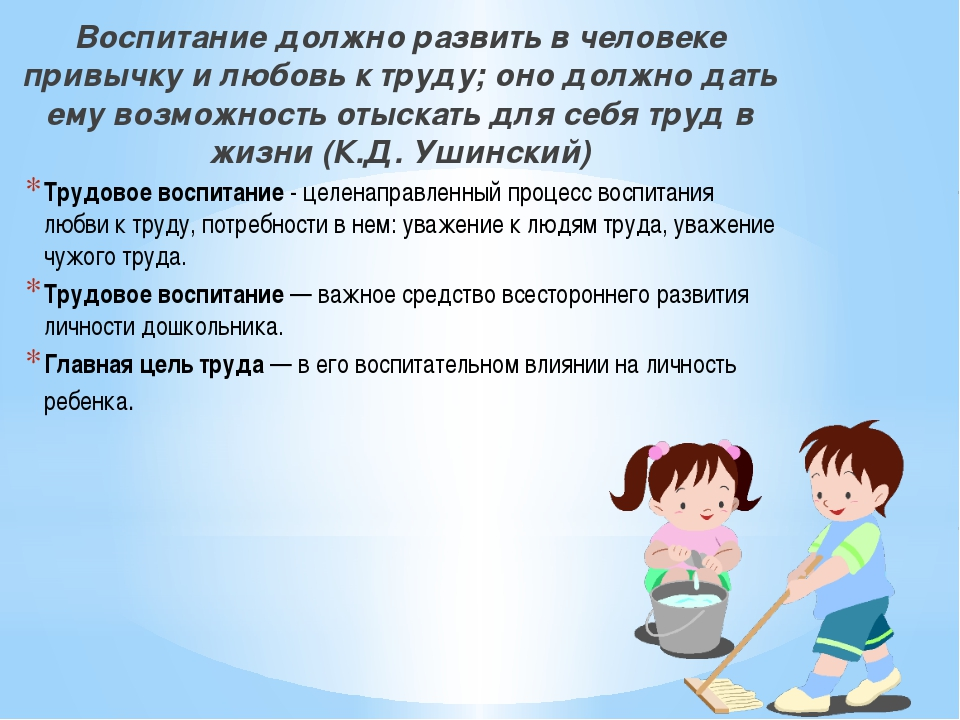 Воспитание должно развить в человеке
привычку и любовь к труду; оно должно дать
ему возможность отыскать для себя труд в
жизни (К.Д. Ушинский)
* Трудовое воспитание - целенаправленный процесс воспитания
любви к труду, потребности в нем: уважение к людям труда, уважение
чужого труда.
* Трудовое воспитание — важное средство всестороннего развития
личности дошкольника.
* Главная цель труда — в его воспитательном влиянии на личность
ребенка.